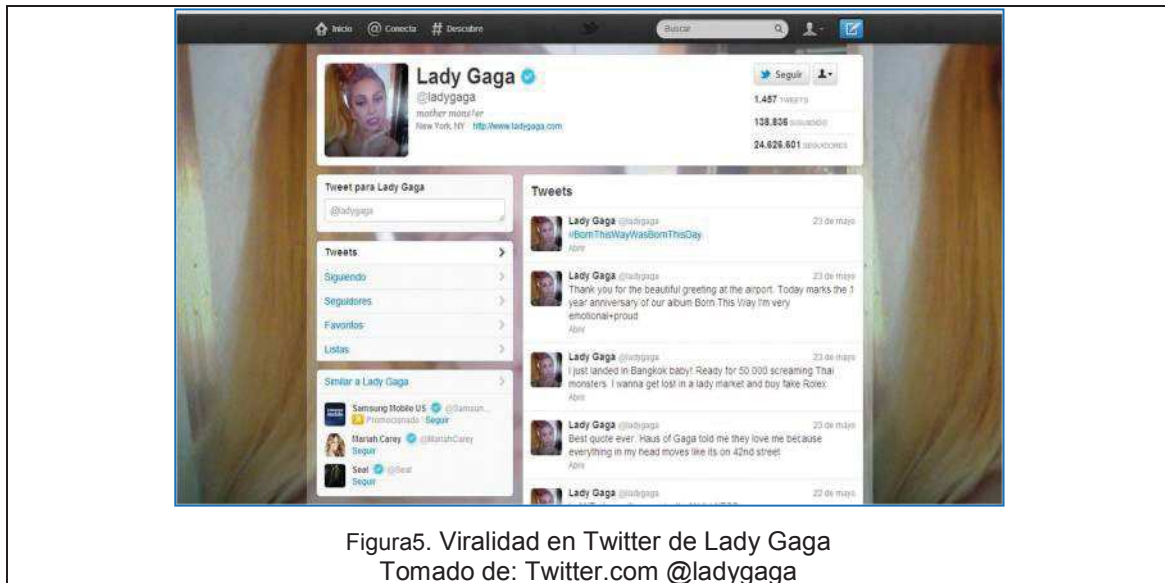 Inicio @ Conecta # Descubre Buscar
Lady Gaga
@ladygaga
mother monster
New York, NY http://www.ladygaga.com
Seguir
1.457 TWEETS
138.836 SIGUIENDO
24.626.601 SEGUIDORES
Tweet para Lady Gaga
@ladygaga
Tweets
Siguiendo
Seguidores
Favoritos
Listas
Similar a Lady Gaga
Samsung Mobile US @Samsun...
Promocionado Seguir
Mariah Carey @MariahCarey
Seguir
Seal @Seal
Seguir
Tweets
Lady Gaga @ladygaga 23 de mayo
#BornThisWayWasBornThisDay
Abrir
Lady Gaga @ladygaga 23 de mayo
Thank you for the beautiful greeting at the airport. Today marks the 1
year anniversary of our album Born This Way I'm very
emotional+proud
Abrir
Lady Gaga @ladygaga 23 de mayo
I just landed in Bangkok baby! Ready for 50,000 screaming Thai
monsters. I wanna get lost in a lady market and buy fake Rolex.
Abrir
Lady Gaga @ladygaga 23 de mayo
Best quote ever. Haus of Gaga told me they love me because
everything in my head moves like its on 42nd street
Abrir
Lady Gaga @ladygaga 22 de mayo
Figura5. Viralidad en Twitter de Lady Gaga
Tomado de: Twitter.com @ladygaga